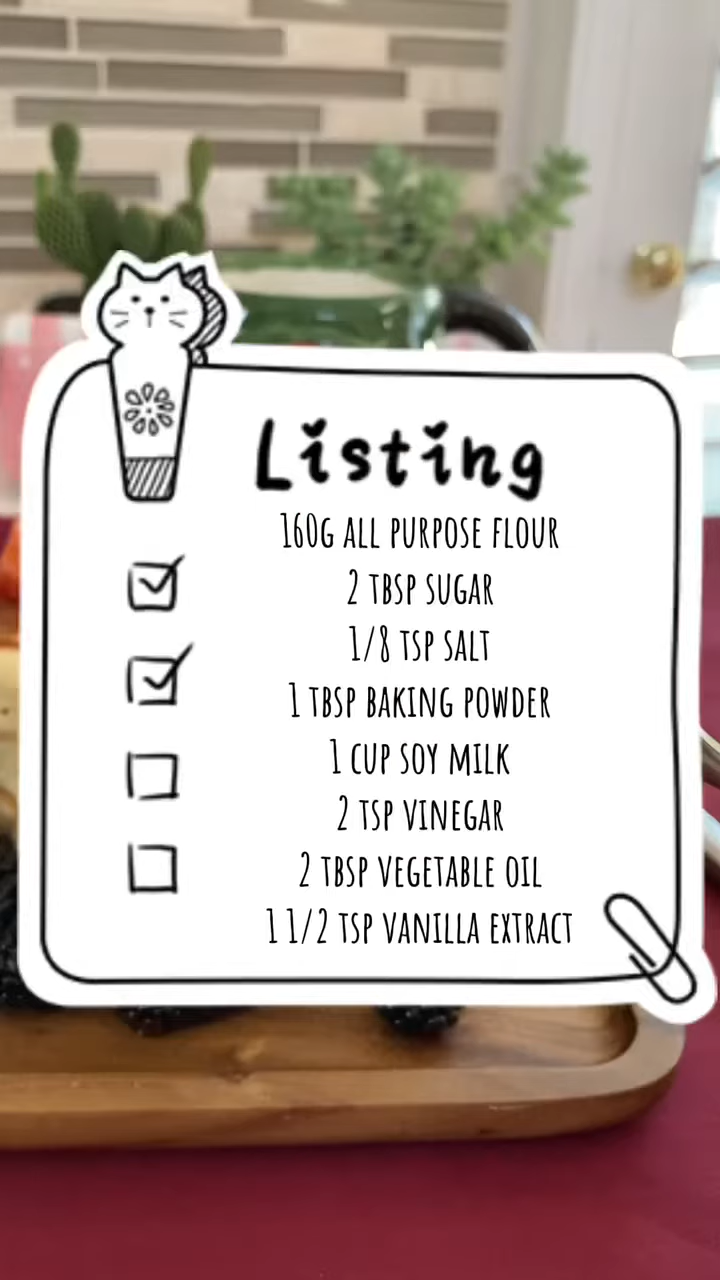 Listing
160G ALL PURPOSE FLOUR
2 TBSP SUGAR
1/8 TSP SALT
1 TBSP BAKING POWDER
1 CUP SOY MILK
2 TSP VINEGAR
2 TBSP VEGETABLE OIL
1 1/2 TSP VANILLA EXTRACT